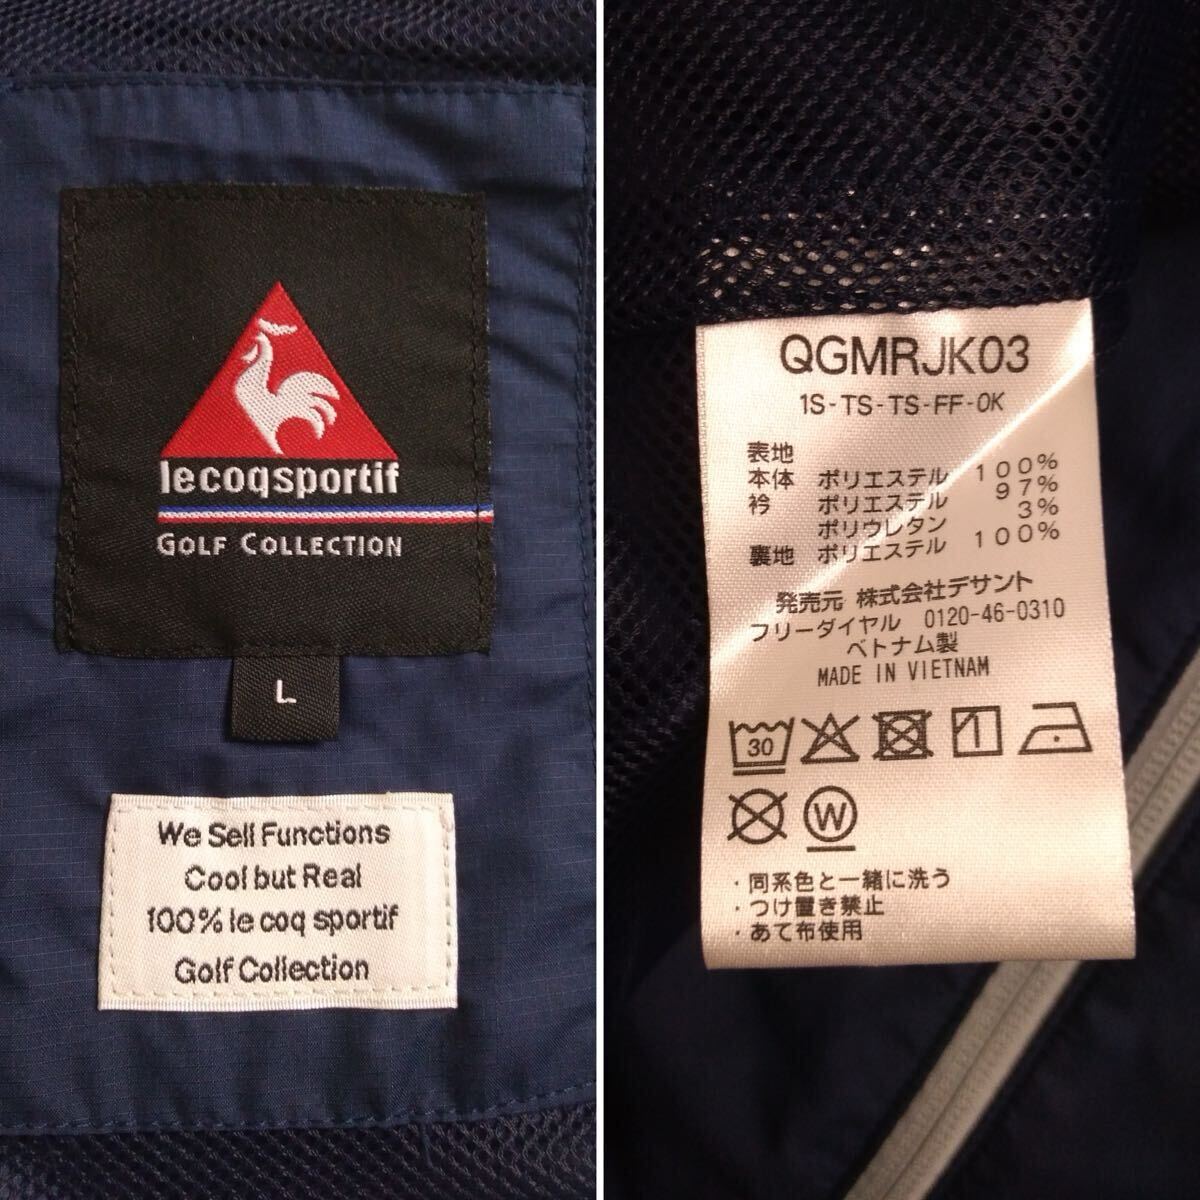 lecoqsportif
GOLF COLLECTION
L
We Sell Functions
Cool but Real
100% le coq sportif
Golf Collection
QGMRJK03
1S-TS-TS-FF-OK
表地
本体 ポリエステル 100%
衿 ポリエステル 97%
ポリウレタン 3%
裏地 ポリエステル 100%
発売元 株式会社デサント
フリーダイヤル 0120-46-0310
ベトナム製
MADE IN VIETNAM
30
W
・同系色と一緒に洗う
・つけ置き禁止
・あて布使用